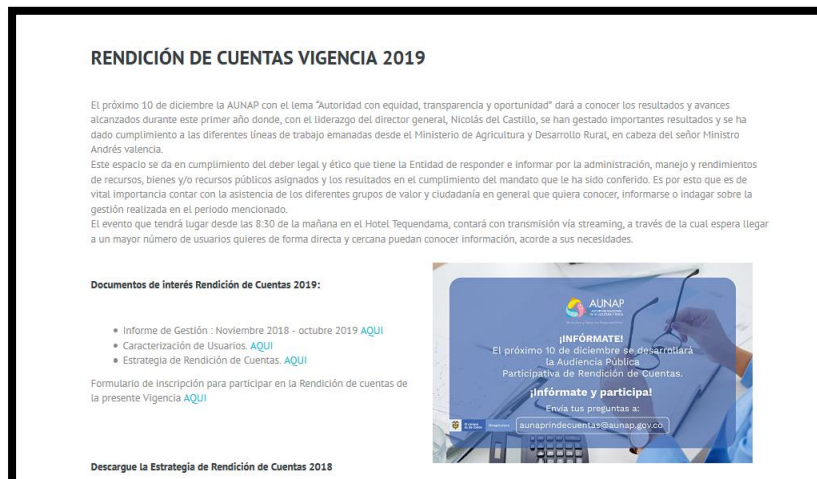 RENDICIÓN DE CUENTAS VIGENCIA 2019
El próximo 10 de diciembre la AUNAP con el lema "Autoridad con equidad, transparencia y oportunidad" dará a conocer los resultados y avances
alcanzados durante este primer año donde, con el liderazgo del director general, Nicolás del Castillo, se han gestado importantes resultados y se ha
dado cumplimiento a las diferentes líneas de trabajo emanadas desde el Ministerio de Agricultura y Desarrollo Rural, en cabeza del señor Ministro
Andrés valencia.
Este espacio se da en cumplimiento del deber legal y ético que tiene la Entidad de responder e informar por la administración, manejo y rendimientos
de recursos, bienes y/o recursos públicos asignados y los resultados en el cumplimiento del mandato que le ha sido conferido. Es por esto que es de
vital importancia contar con la asistencia de los diferentes grupos de valor y ciudadanía en general que quiera conocer, informarse o indagar sobre la
gestión realizada en el periodo mencionado.
El evento que tendrá lugar desde las 8:30 de la mañana en el Hotel Tequendama, contará con transmisión vía streaming, a través de la cual espera llegar
a un mayor número de usuarios quieres de forma directa y cercana puedan conocer información, acorde a sus necesidades.
Documentos de interés Rendición de Cuentas 2019:
Informe de Gestión : Noviembre 2018 - octubre 2019 AQUI
Caracterización de Usuarios. AQUI
Estrategia de Rendición de Cuentas. AQUI
Formulario de inscripción para participar en la Rendición de cuentas de
la presente Vigencia AQUI
AUNAP
¡INFÓRMATE!
El próximo 10 de diciembre se desarrollará
la Audiencia Pública
Participativa de Rendición de Cuentas.
¡Infórmate y participa!
Envía tus preguntas a:
aunaprindecuentas@aunap.gov.co
Descargue la Estrategia de Rendición de Cuentas 2018